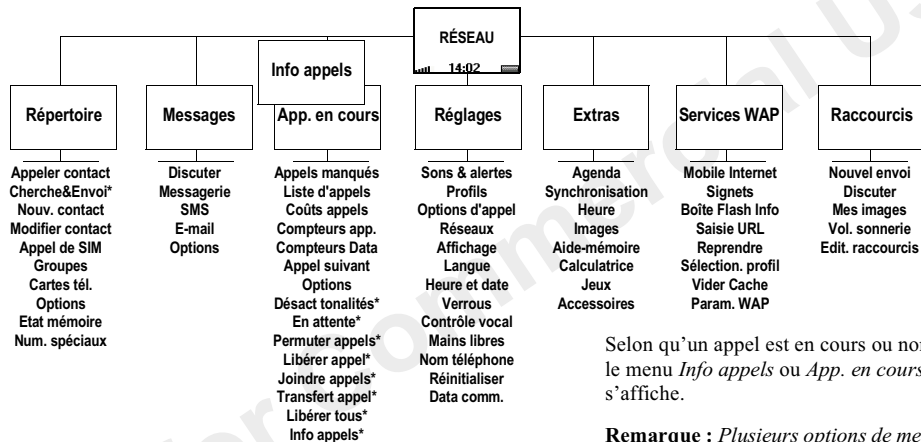 RÉSEAU
14:02
Info appels
Répertoire
Messages
App. en cours
Réglages
Extras
Services WAP
Raccourcis
Appeler contact
Cherche&Envoi*
Nouv. contact
Modifier contact
Appel de SIM
Groupes
Cartes tél.
Options
Etat mémoire
Num. spéciaux
Discuter
Messagerie
SMS
E-mail
Options
Appels manqués
Liste d'appels
Coûts appels
Compteurs app.
Compteurs Data
Appel suivant
Options
Désact tonalités*
En attente*
Permuter appels*
Libérer appel*
Joindre appels*
Transfert appel*
Libérer tous*
Info appels*
Sons & alertes
Profils
Options d'appel
Réseaux
Affichage
Langue
Heure et date
Verrous
Contrôle vocal
Mains libres
Nom téléphone
Réinitialiser
Data comm.
Agenda
Synchronisation
Heure
Images
Aide-mémoire
Calculatrice
Jeux
Accessoires
Mobile Internet
Signets
Boîte Flash Info
Saisie URL
Reprendre
Sélection. profil
Vider Cache
Param. WAP
Nouvel envoi
Discuter
Mes images
Vol. sonnerie
Edit. raccourcis
Selon qu'un appel est en cours ou non
le menu Info appels ou App. en cours
s'affiche.
Remarque : Plusieurs options de me
for Commercial U